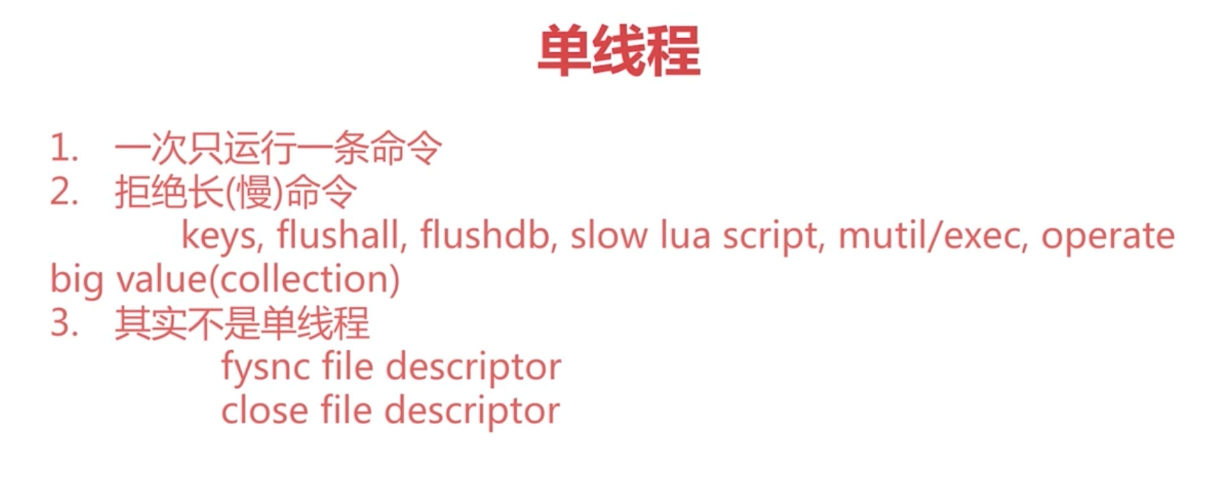 单线程
1. 一次只运行一条命令
2. 拒绝长(慢)命令
keys, flushall, flushdb, slow lua script, mutil/exec, operate
big value(collection)
3. 其实不是单线程
fysnc file descriptor
close file descriptor